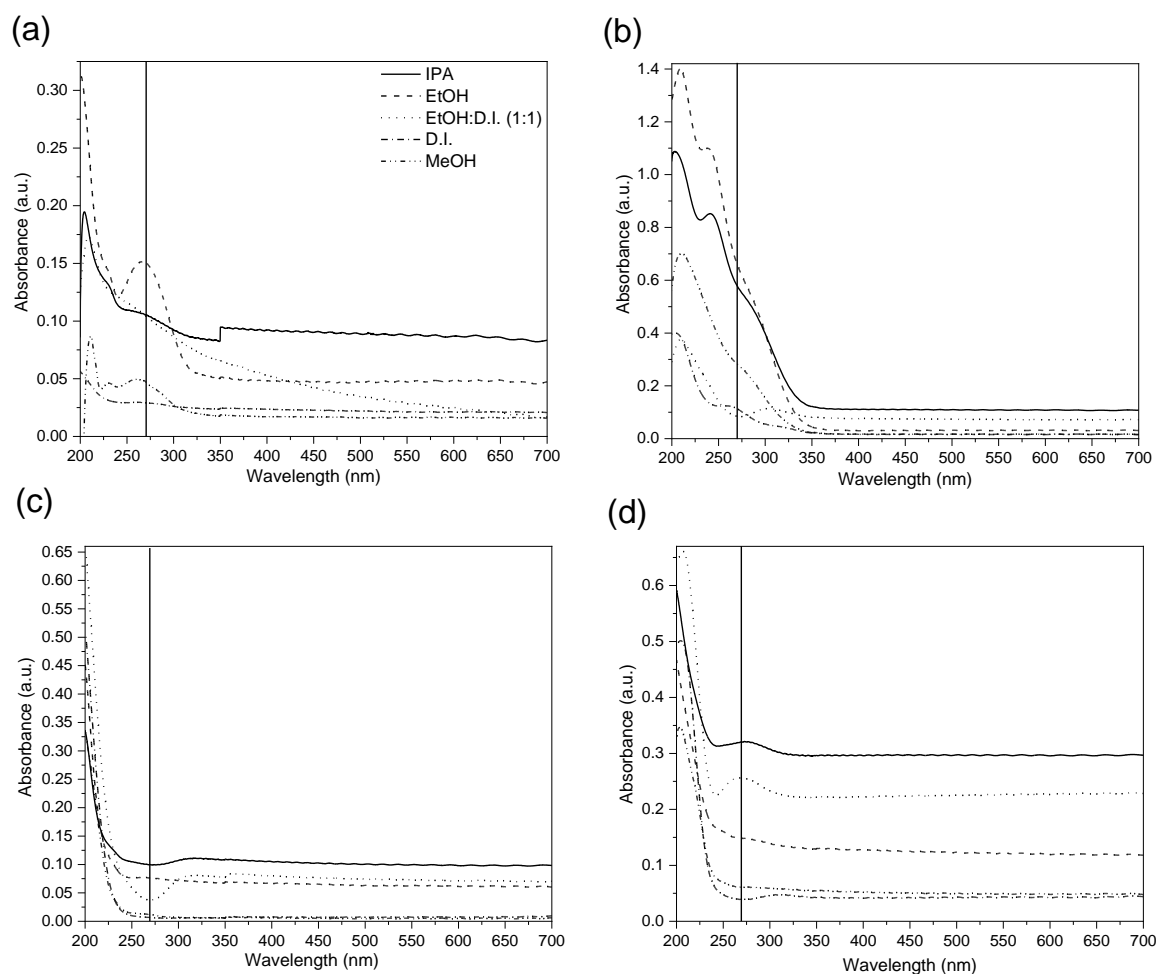 (a)
0.30
0.25
0.20
0.15
0.10
0.05
0.00
Absorbance (a.u.)
IPA
EtOH
EtOH:D.I. (1:1)
D.I.
MeOH
200 250 300 350 400 450 500 550 600 650 700
Wavelength (nm)
(b)
1.4
1.2
1.0
0.8
0.6
0.4
0.2
0.0
Absorbance (a.u.)
200 250 300 350 400 450 500 550 600 650 700
Wavelength (nm)
(c)
0.65
0.60
0.55
0.50
0.45
0.40
0.35
0.30
0.25
0.20
0.15
0.10
0.05
0.00
Absorbance (a.u.)
200 250 300 350 400 450 500 550 600 650 700
Wavelength (nm)
(d)
0.6
0.5
0.4
0.3
0.2
0.1
0.0
Absorbance (a.u.)
200 250 300 350 400 450 500 550 600 650 700
Wavelength (nm)